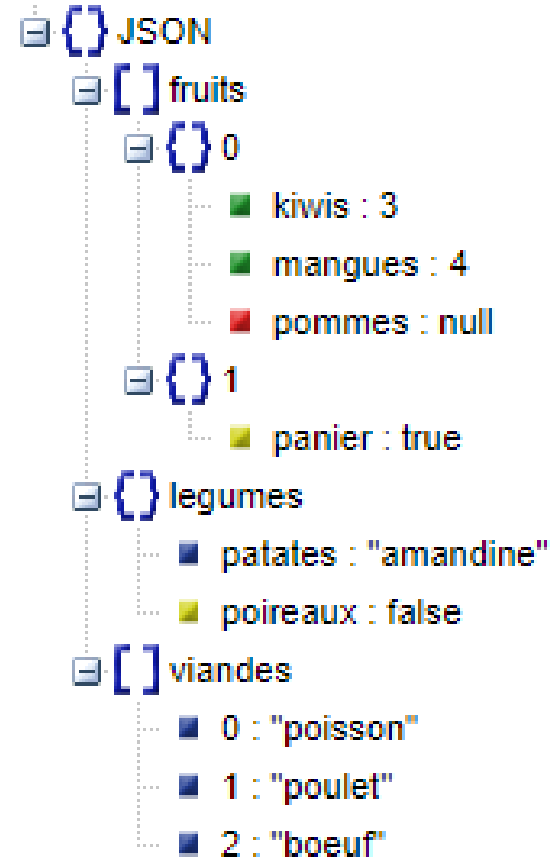 {} JSON
[] fruits
{} 0
kiwis : 3
mangues : 4
pommes : null
{} 1
panier : true
{} legumes
patates : "amandine"
poireaux : false
[] viandes
0 : "poisson"
1 : "poulet"
2 : "boeuf"